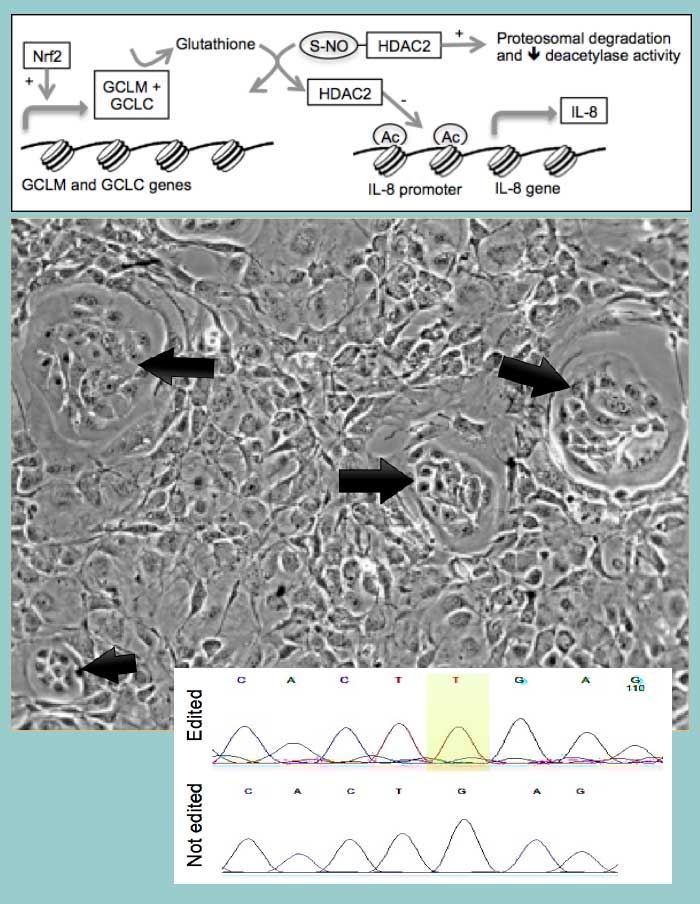 Nrf2
+
GCLM +
GCLC
Glutathione
S-NO
HDAC2
+
Proteosomal degradation
and ↓ deacetylase activity
HDAC2
-
Ac
Ac
IL-8
GCLM and GCLC genes
IL-8 promoter
IL-8 gene
Edited
C A C T T G A G
110
Not edited
C A C T G A G